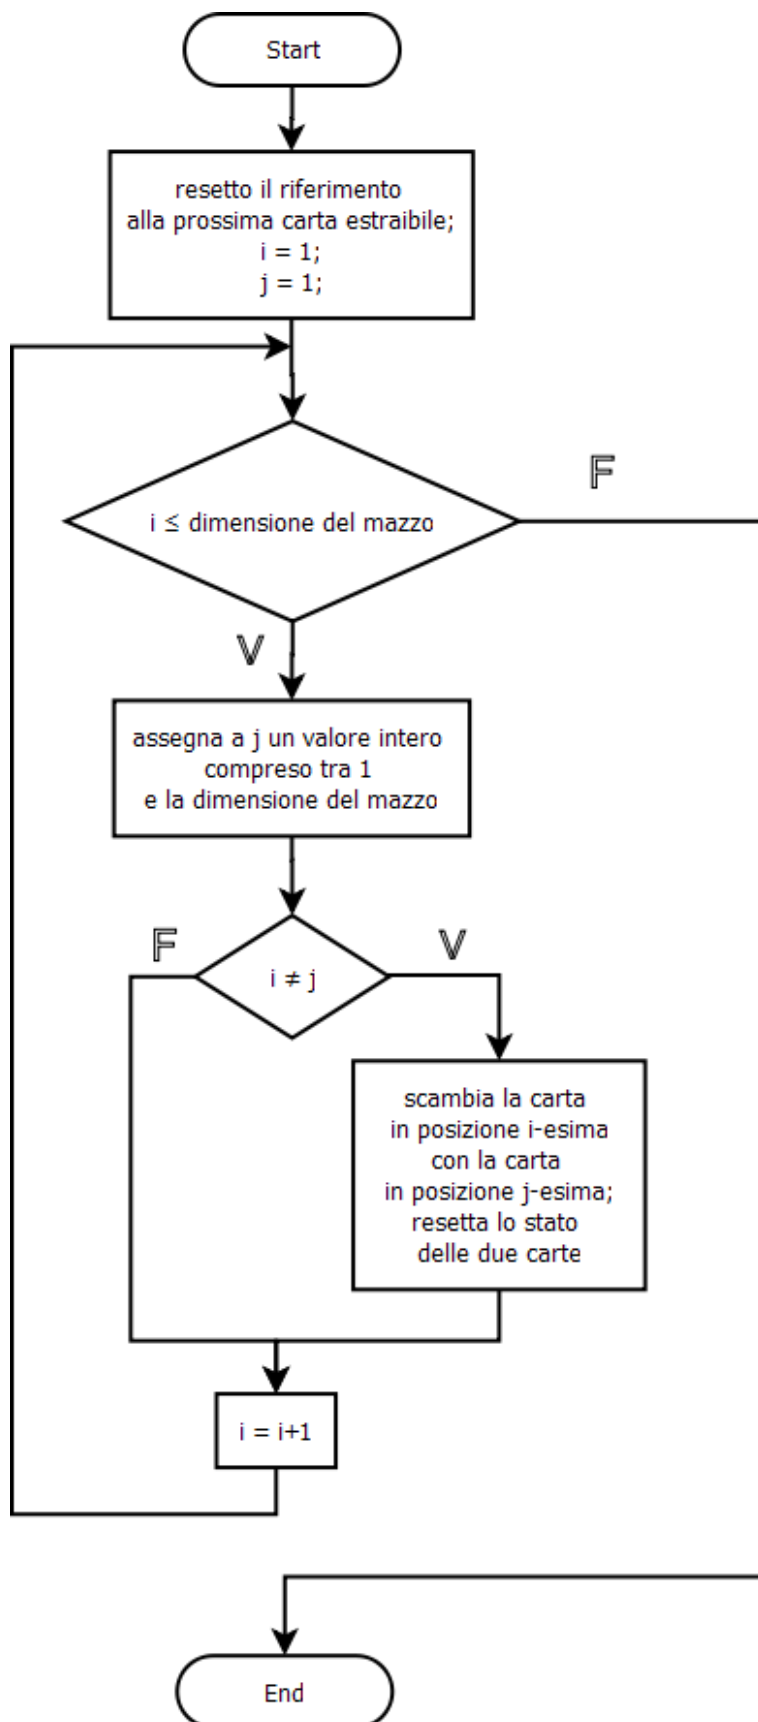 Start
resetto il riferimento
alla prossima carta estraibile;
i = 1;
j = 1;
F
i ≤ dimensione del mazzo
V
assegna a j un valore intero
compreso tra 1
e la dimensione del mazzo
F
V
i ≠ j
scambia la carta
in posizione i-esima
con la carta
in posizione j-esima;
resetta lo stato
delle due carte
i = i+1
End